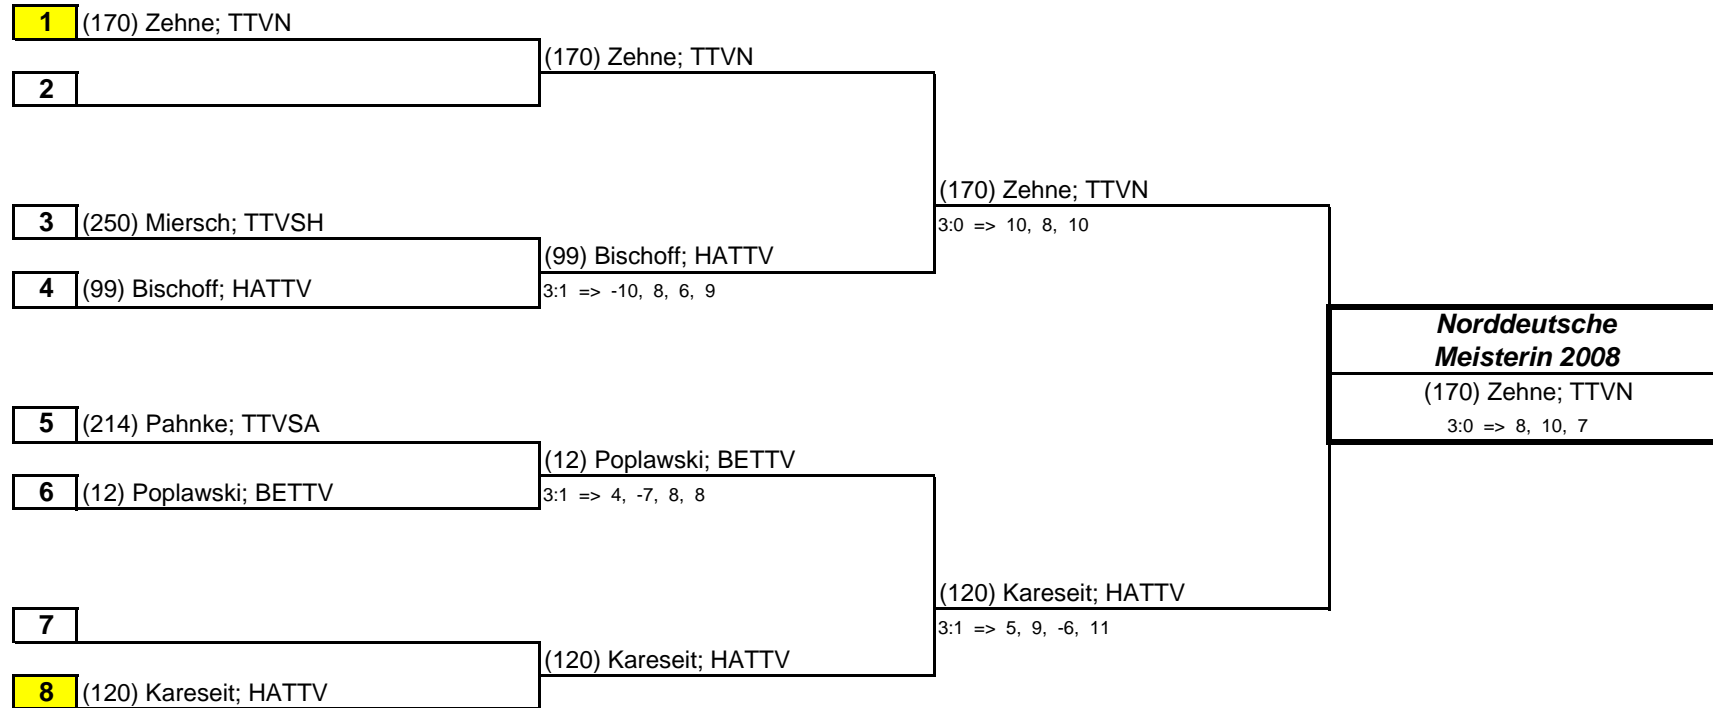 1 (170) Zehne; TTVN
(170) Zehne; TTVN
2
(170) Zehne; TTVN
3 (250) Miersch; TTVSH
3:0 => 10, 8, 10
(99) Bischoff; HATTV
4 (99) Bischoff; HATTV
3:1 => -10, 8, 6, 9
Norddeutsche
Meisterin 2008
(170) Zehne; TTVN
3:0 => 8, 10, 7
5 (214) Pahnke; TTVSA
(12) Poplawski; BETTV
6 (12) Poplawski; BETTV
3:1 => 4, -7, 8, 8
(120) Kareseit; HATTV
7
3:1 => 5, 9, -6, 11
(120) Kareseit; HATTV
8 (120) Kareseit; HATTV